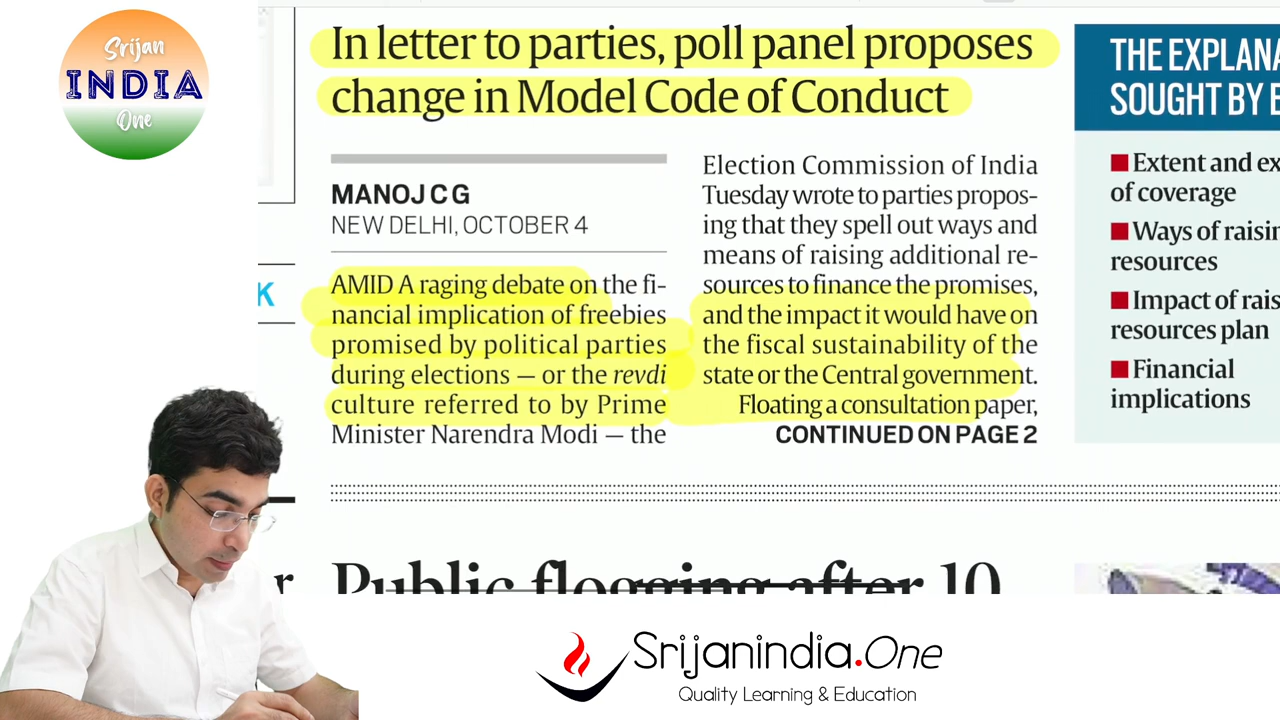 Srijan
INDIA
One
In letter to parties, poll panel proposes
change in Model Code of Conduct
MANOJ C G
NEW DELHI, OCTOBER 4
AMID A raging debate on the fi-
nancial implication of freebies
promised by political parties
during elections — or the revdi
culture referred to by Prime
Minister Narendra Modi — the
Election Commission of India
Tuesday wrote to parties propos-
ing that they spell out ways and
means of raising additional re-
sources to finance the promises,
and the impact it would have on
the fiscal sustainability of the
state or the Central government.
Floating a consultation paper,
CONTINUED ON PAGE 2
THE EXPLANA
SOUGHT BY E
Extent and ex
of coverage
Ways of raisin
resources
Impact of rais
resources plan
Financial
implications
K
r
Public flogging after 10
Srijanindia.One
Quality Learning & Education